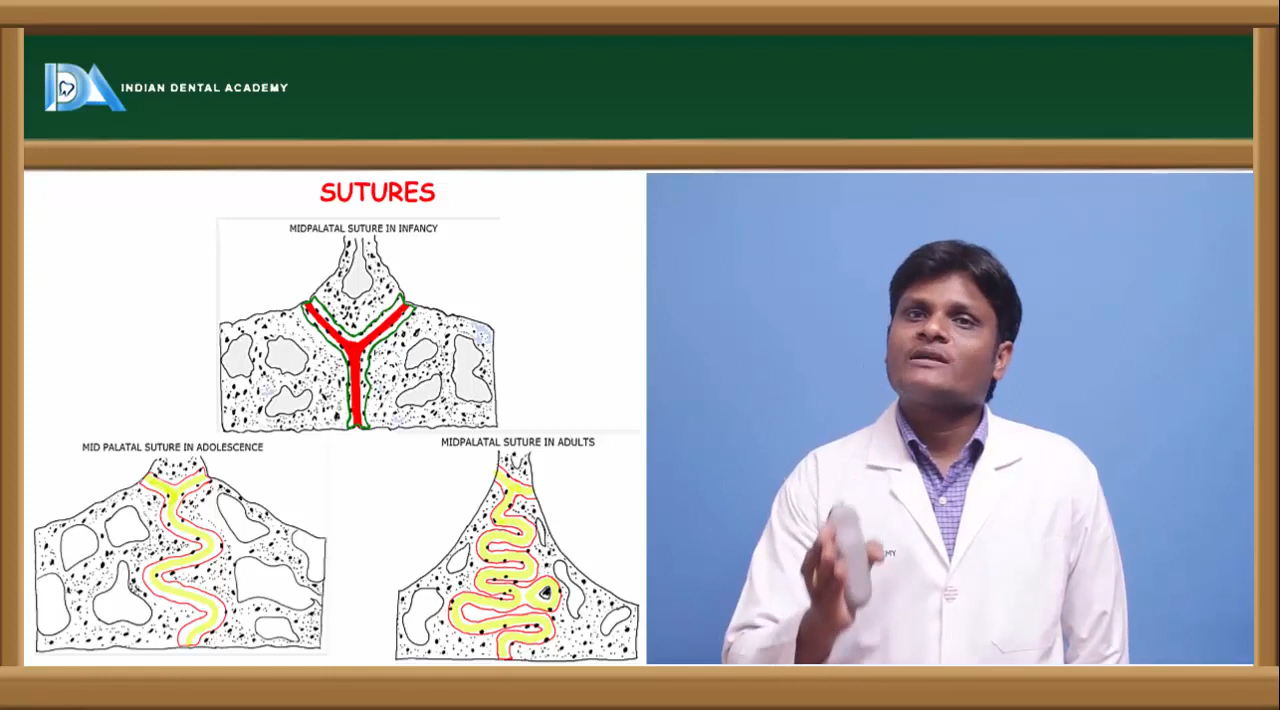 INDIAN DENTAL ACADEMY
SUTURES
MIDPALATAL SUTURE IN INFANCY
MID PALATAL SUTURE IN ADOLESCENCE
MIDPALATAL SUTURE IN ADULTS